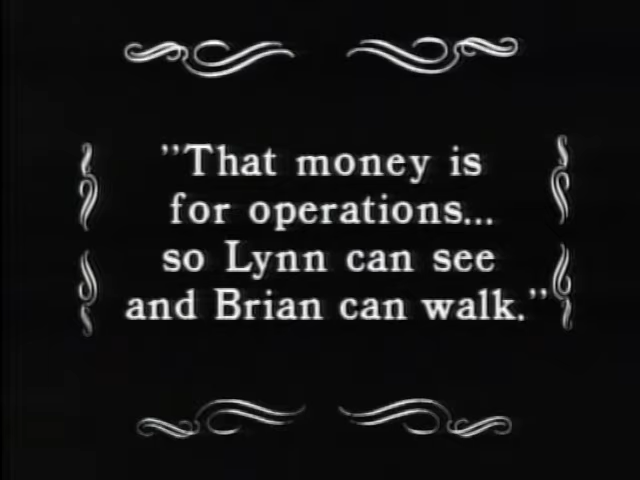 "That money is
for operations...
so Lynn can see
and Brian can walk."